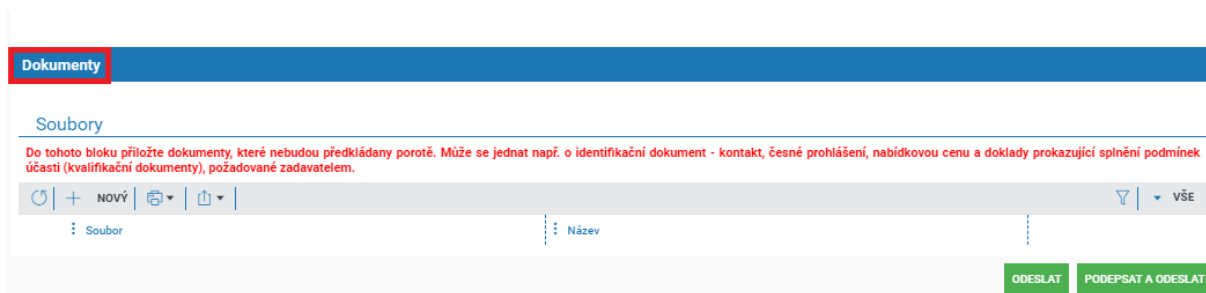 Dokumenty
Soubory
Do tohoto bloku přiložte dokumenty, které nebudou předkládany porotě. Může se jednat např. o identifikační dokument - kontakt, česné prohlášení, nabídkovou cenu a doklady prokazující splnění podmínek
účasti (kvalifikační dokumenty), požadované zadavatelem.
NOVÝ VŠE
Soubor Název
ODESLAT PODEPSAT A ODESLAT